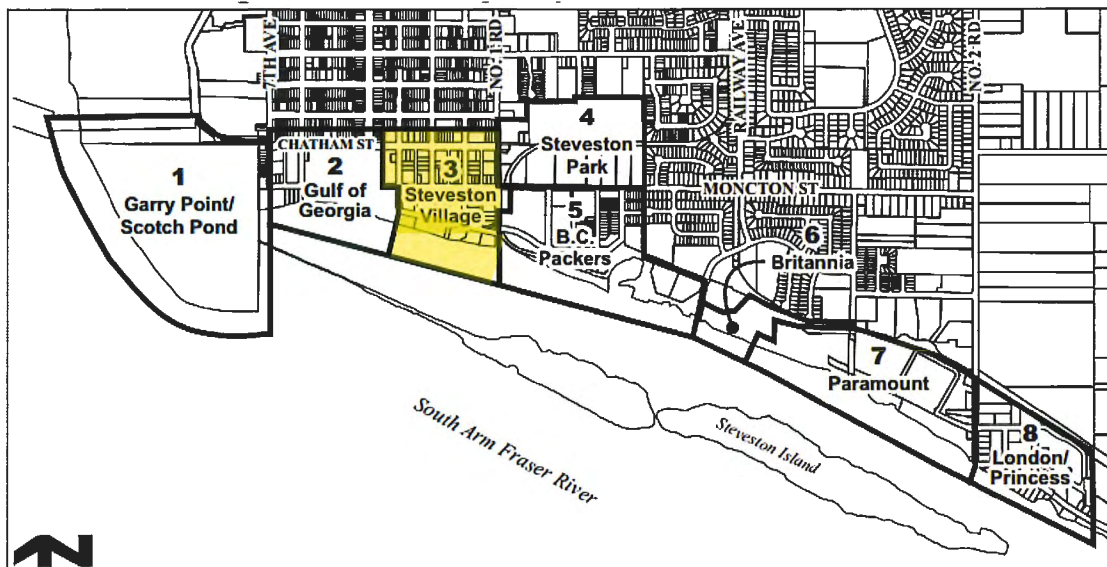 7TH AVE
NO. 1 RD
RAILWAY AVE
NO. 2 RD
CHATHAM ST
MONCTON ST
1
Garry Point/
Scotch Pond
2
Gulf of
Georgia
3
Steveston
Village
4
Steveston
Park
5
B.C.
Packers
6
Britannia
7
Paramount
8
London/
Princess
South Arm Fraser River
Steveston Island
N